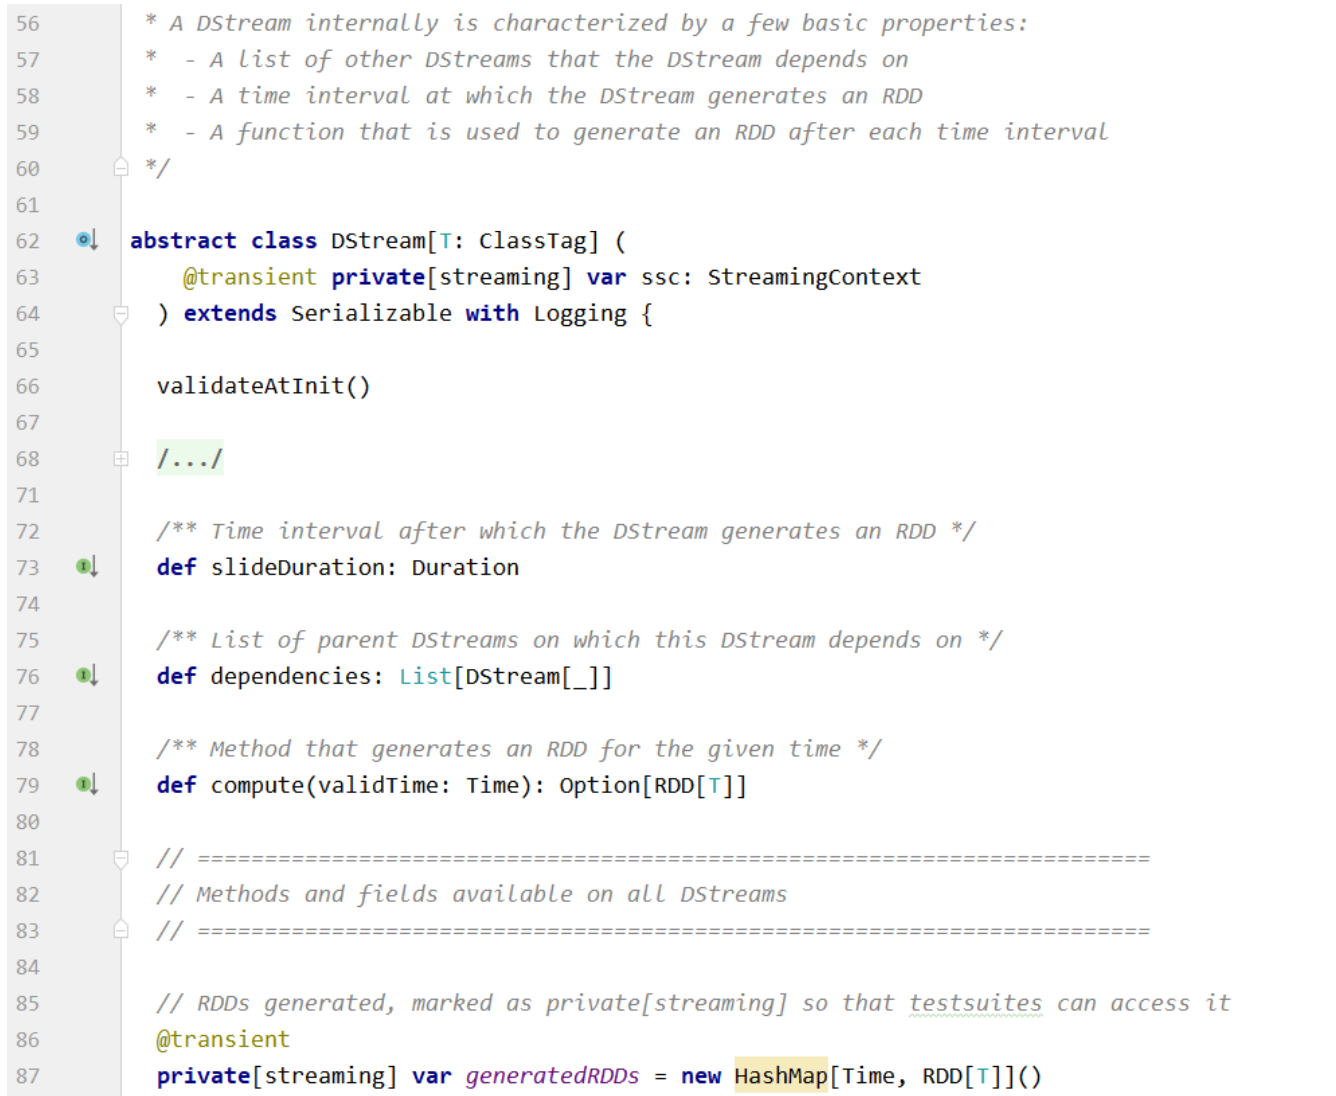 56 * A DStream internally is characterized by a few basic properties:
57 *  - A list of other DStreams that the DStream depends on
58 *  - A time interval at which the DStream generates an RDD
59 *  - A function that is used to generate an RDD after each time interval
60 */
61
62 abstract class DStream[T: ClassTag] (
63     @transient private[streaming] var ssc: StreamingContext
64   ) extends Serializable with Logging {
65
66   validateAtInit()
67
68   /.../
71
72   /** Time interval after which the DStream generates an RDD */
73   def slideDuration: Duration
74
75   /** List of parent DStreams on which this DStream depends on */
76   def dependencies: List[DStream[_]]
77
78   /** Method that generates an RDD for the given time */
79   def compute(validTime: Time): Option[RDD[T]]
80
81   // =======================================================================
82   // Methods and fields available on all DStreams
83   // =======================================================================
84
85   // RDDs generated, marked as private[streaming] so that testsuites can access it
86   @transient
87   private[streaming] var generatedRDDs = new HashMap[Time, RDD[T]]()